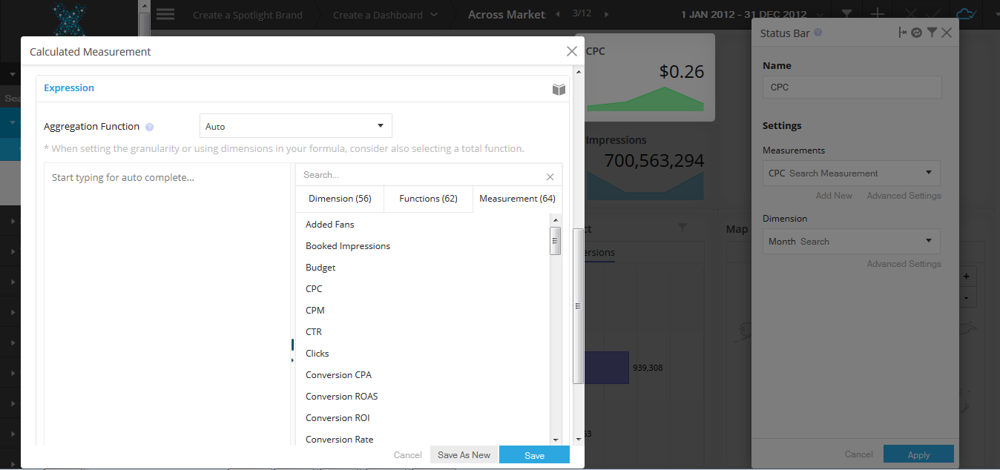 Create a Spotlight Brand
Create a Dashboard
Across Market
3/12
1 JAN 2012 - 31 DEC 2012
Calculated Measurement
Expression
Aggregation Function
?
Auto
* When setting the granularity or using dimensions in your formula, consider also selecting a total function.
Start typing for auto complete...
Search...
Dimension (56)
Functions (62)
Measurement (64)
Added Fans
Booked Impressions
Budget
CPC
CPM
CTR
Clicks
Conversion CPA
Conversion ROAS
Conversion ROI
Conversion Rate
Cancel
Save As New
Save
Sea
CPC
$0.26
Impressions
700,563,294
ct
ersions
939,308
53
Map
+
-
Status Bar
?
Name
CPC
Settings
Measurements
CPC Search Measurement
Add New
Advanced Settings
Dimension
Month Search
Advanced Settings
Cancel
Apply